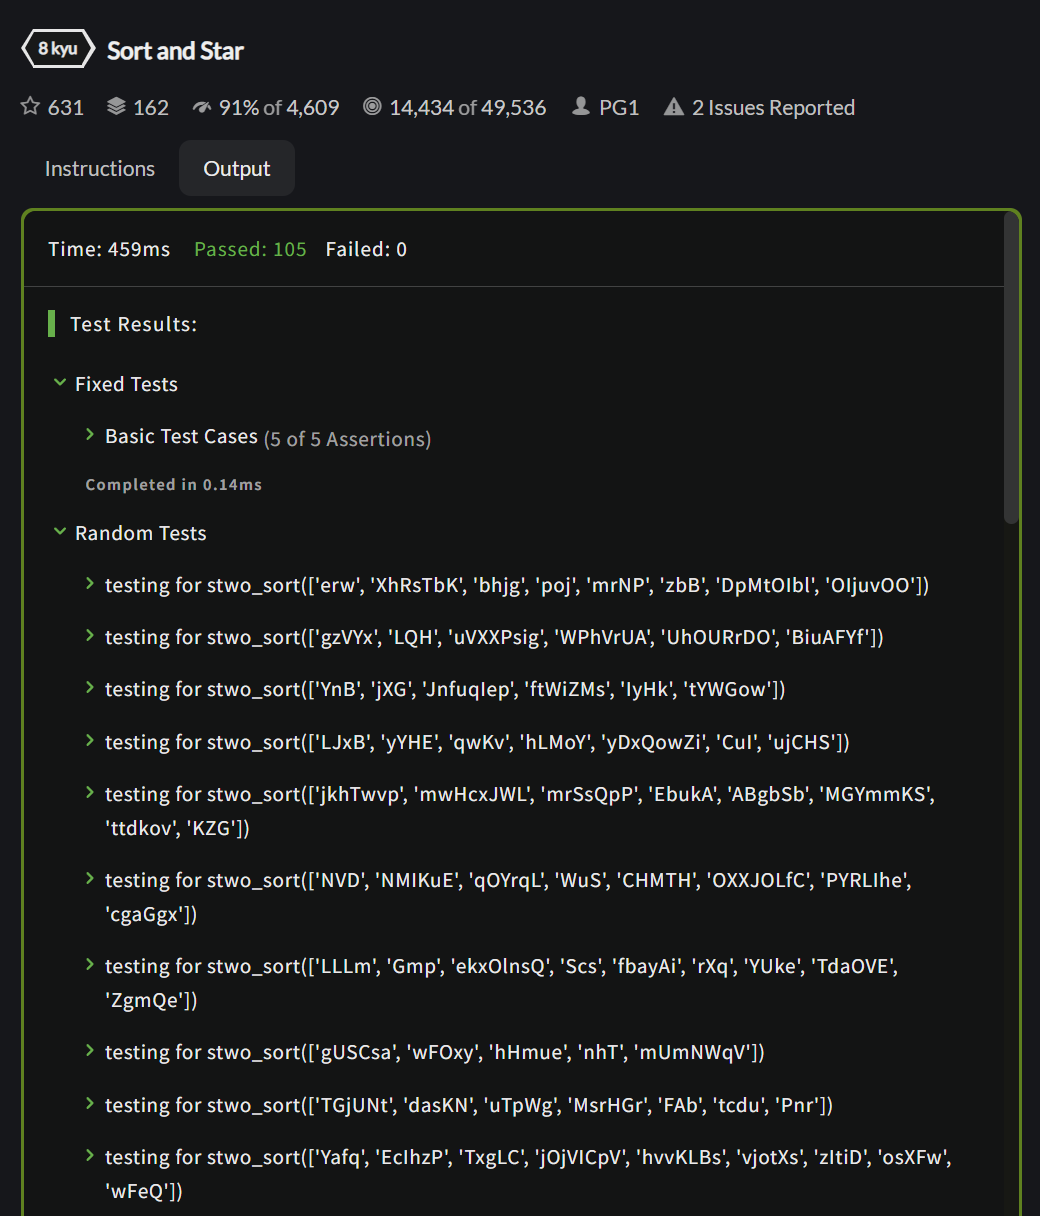 8 kyu Sort and Star
631 162 91% of 4,609 14,434 of 49,536 PG1 2 Issues Reported
Instructions Output
Time: 459ms Passed: 105 Failed: 0
Test Results:
Fixed Tests
Basic Test Cases (5 of 5 Assertions)
Completed in 0.14ms
Random Tests
testing for stwo_sort(['erw', 'XhRsTbK', 'bhjg', 'poj', 'mrNP', 'zbB', 'DpMtOIbl', 'OIjuvOO'])
testing for stwo_sort(['gzVYx', 'LQH', 'uVXXPsig', 'WPhVrUA', 'UhOURrDO', 'BiuAFYf'])
testing for stwo_sort(['YnB', 'jXG', 'JnfuqIep', 'ftWiZMs', 'IyHk', 'tYWGow'])
testing for stwo_sort(['LJxB', 'yYHE', 'qwKv', 'hLMoY', 'yDxQowZi', 'CuI', 'ujCHS'])
testing for stwo_sort(['jkhTwvp', 'mwHcxJWL', 'mrSsQpP', 'EbukA', 'ABgbSb', 'MGYmmKS',
'ttdkov', 'KZG'])
testing for stwo_sort(['NVD', 'NMIKuE', 'qOYrqL', 'WuS', 'CHMTH', 'OXXJOLfC', 'PYRLIhe',
'cgaGgx'])
testing for stwo_sort(['LLLm', 'Gmp', 'ekxOlnsQ', 'Scs', 'fbayAi', 'rXq', 'YUke', 'TdaOVE',
'ZgmQe'])
testing for stwo_sort(['gUSCsa', 'wFOxy', 'hHmue', 'nhT', 'mUmNWqV'])
testing for stwo_sort(['TGjUNt', 'dasKN', 'uTpWg', 'MsrHGr', 'FAb', 'tcdu', 'Pnr'])
testing for stwo_sort(['Yafq', 'EcIhzP', 'TxgLC', 'jOjVICpV', 'hvvKLBs', 'vjotXs', 'zItiD', 'osXFw',
'wFeQ'])